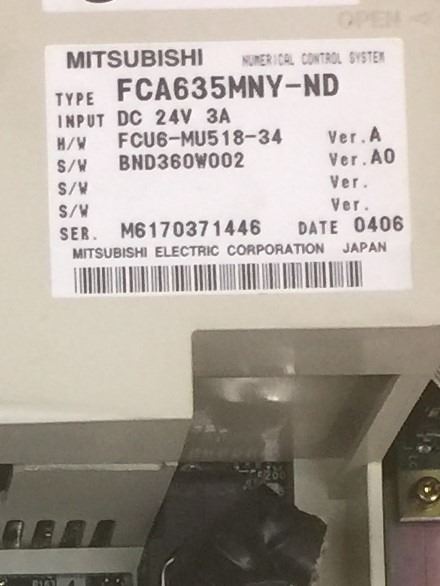 OPEN
MITSUBISHI NUMERICAL CONTROL SYSTEM
TYPE FCA635MNY-ND
INPUT DC 24V 3A
H/W FCU6-MU518-34 Ver.A
S/W BND360W002 Ver.A0
S/W Ver.
S/W Ver.
SER. M6170371446 DATE 0406
MITSUBISHI ELECTRIC CORPORATION JAPAN